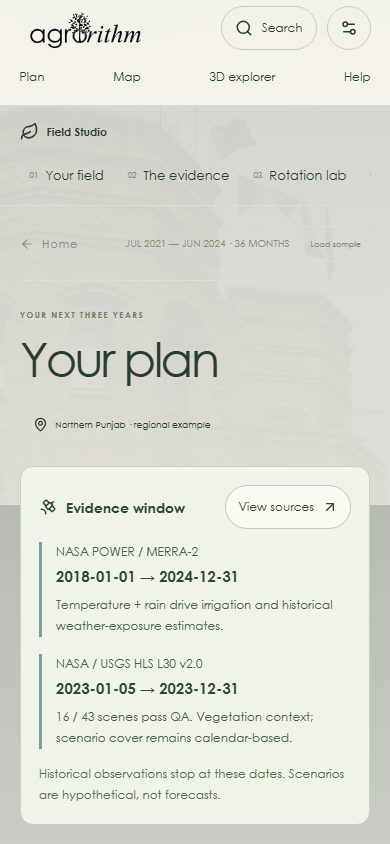 agrorithm
Search
Plan
Map
3D explorer
Help
Field Studio
01 Your field
02 The evidence
03 Rotation lab
← Home
JUL 2021 — JUN 2024 · 36 MONTHS
Load sample
YOUR NEXT THREE YEARS
Your plan
Northern Punjab · regional example
Evidence window
View sources
NASA POWER / MERRA-2
2018-01-01 → 2024-12-31
Temperature + rain drive irrigation and historical
weather-exposure estimates.
NASA / USGS HLS L30 v2.0
2023-01-05 → 2023-12-31
16 / 43 scenes pass QA. Vegetation context;
scenario cover remains calendar-based.
Historical observations stop at these dates. Scenarios
are hypothetical, not forecasts.